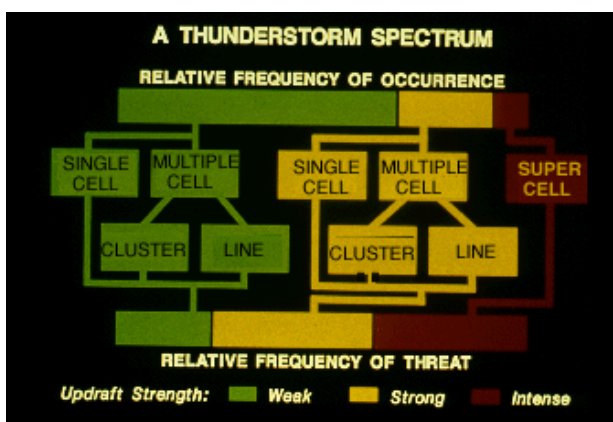 A THUNDERSTORM SPECTRUM
RELATIVE FREQUENCY OF OCCURRENCE
SINGLE CELL
MULTIPLE CELL
SINGLE CELL
MULTIPLE CELL
SUPER CELL
CLUSTER
LINE
CLUSTER
LINE
RELATIVE FREQUENCY OF THREAT
Updraft Strength: Weak Strong Intense